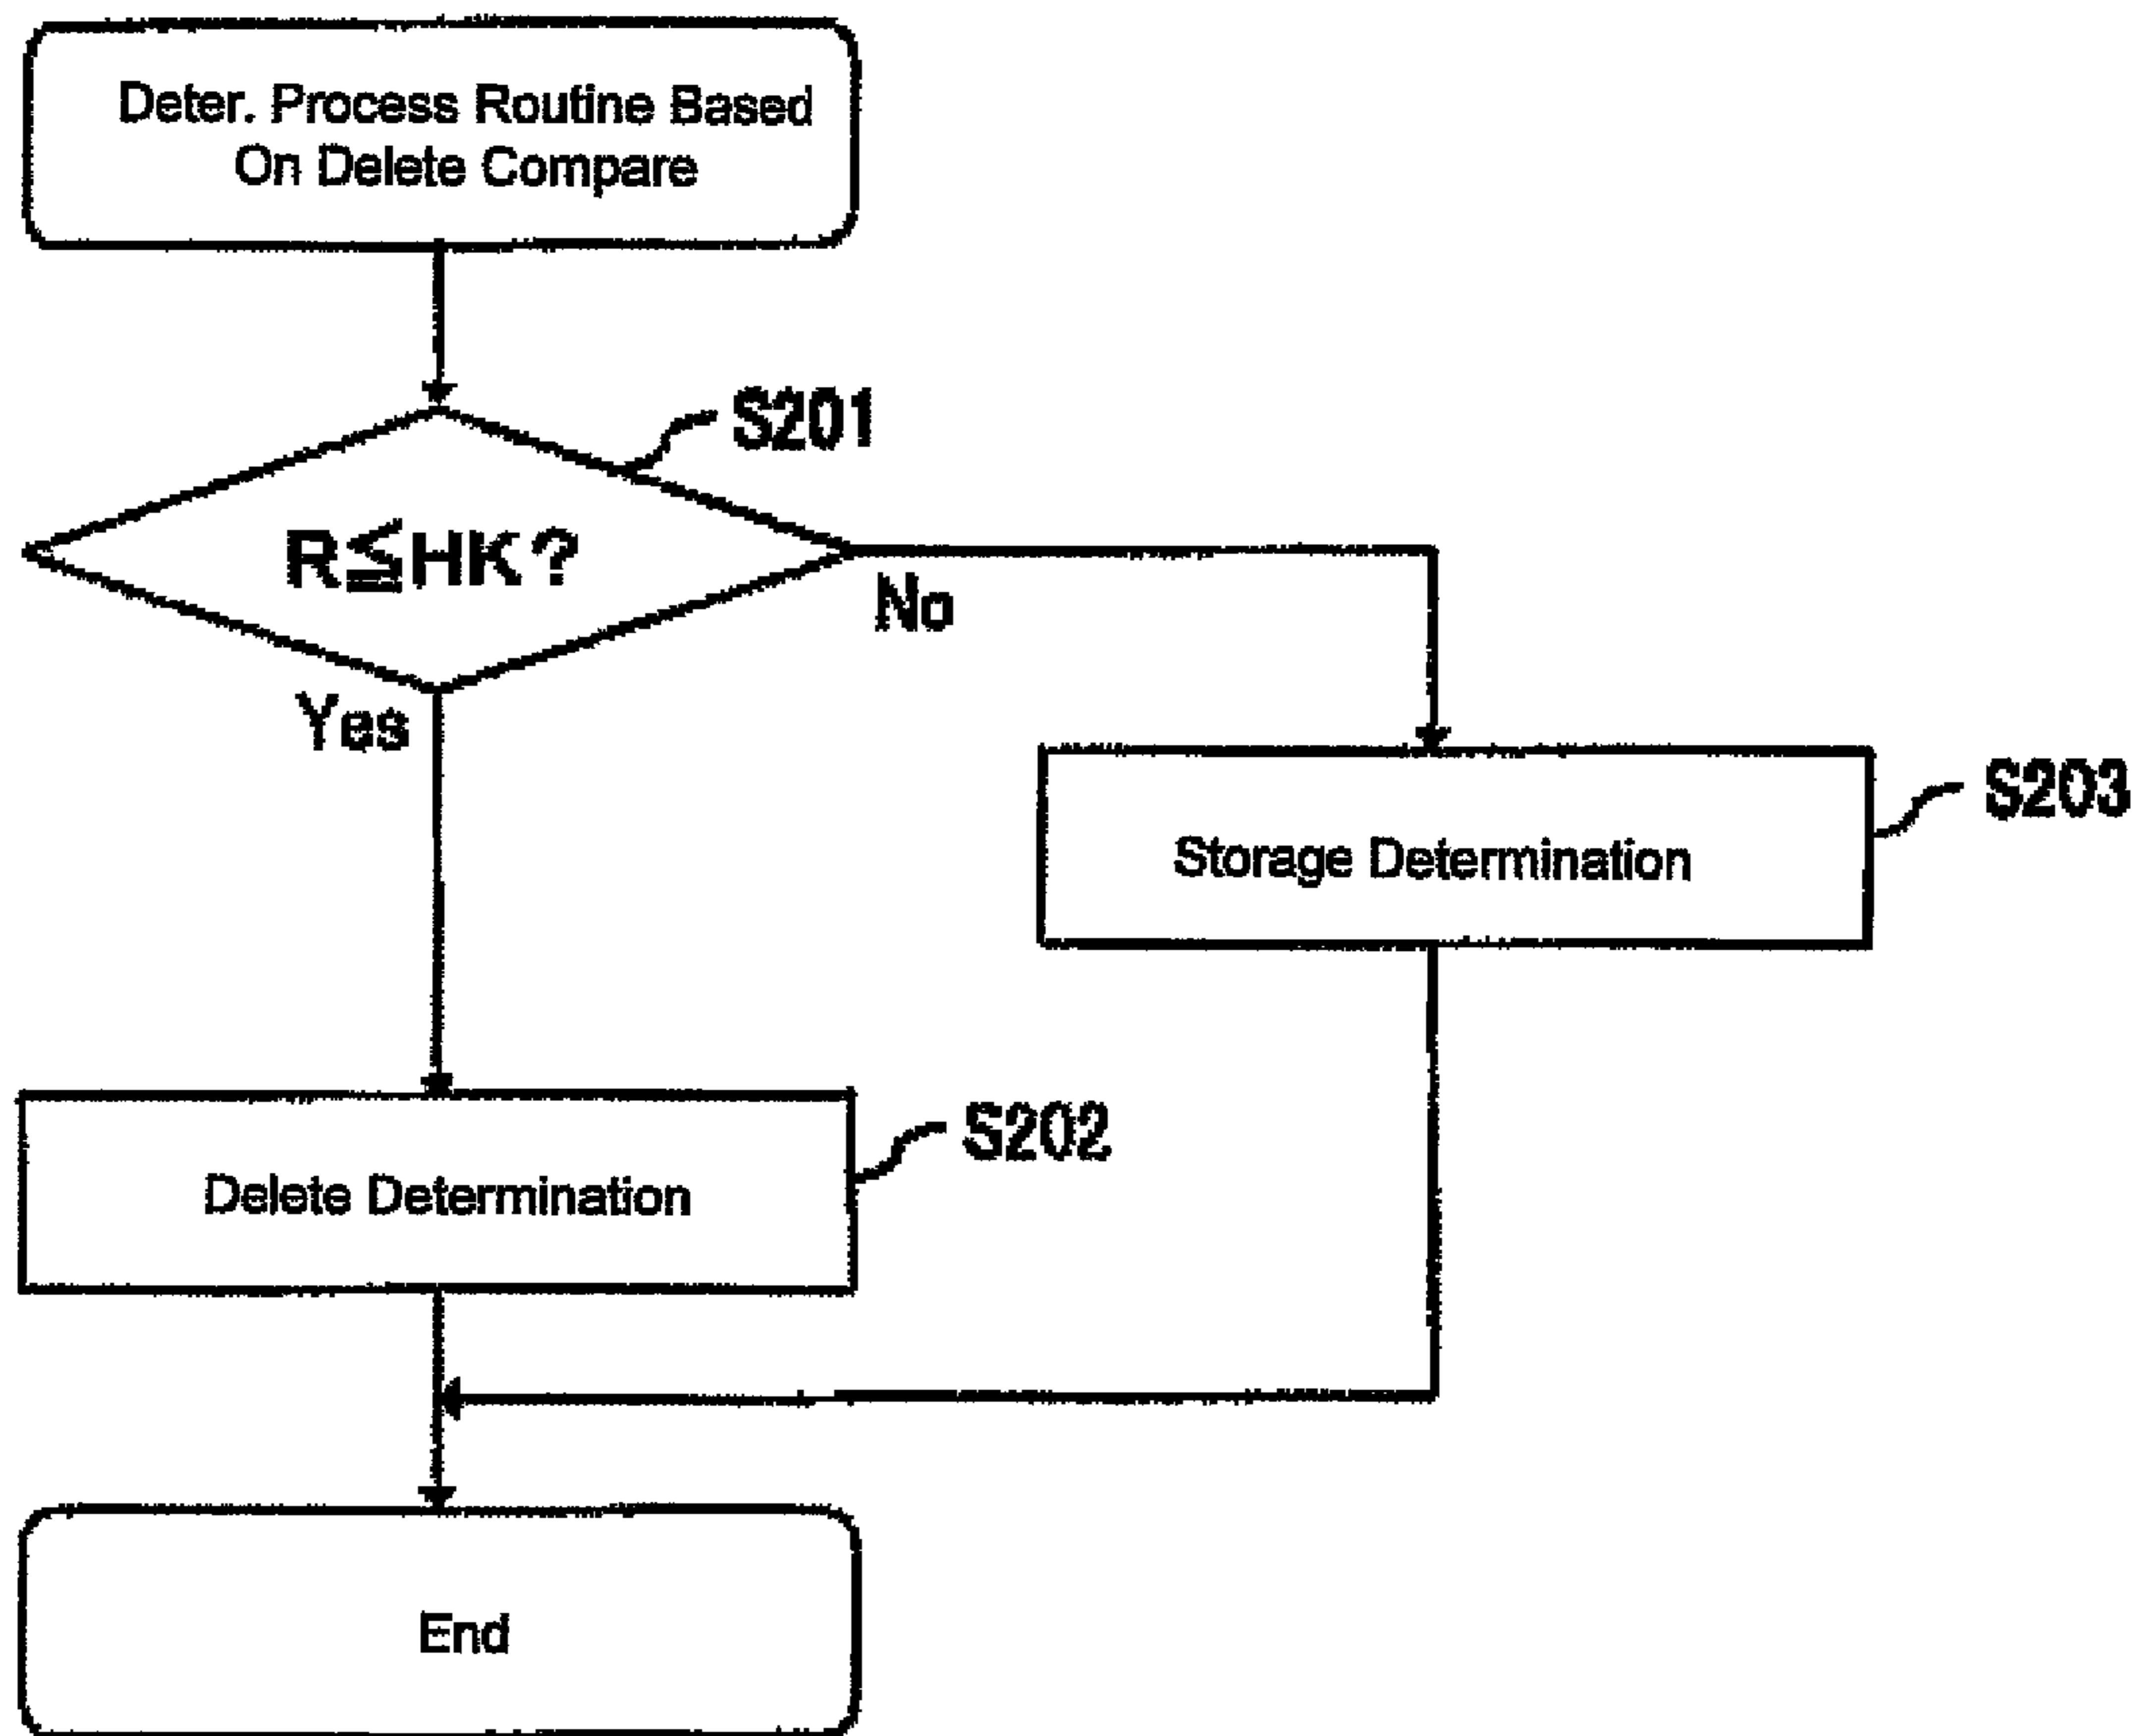 Deter. Process Routine Based
On Delete Compare
S201
R≦HK?
No
Yes
S203
Storage Determination
S202
Delete Determination
End